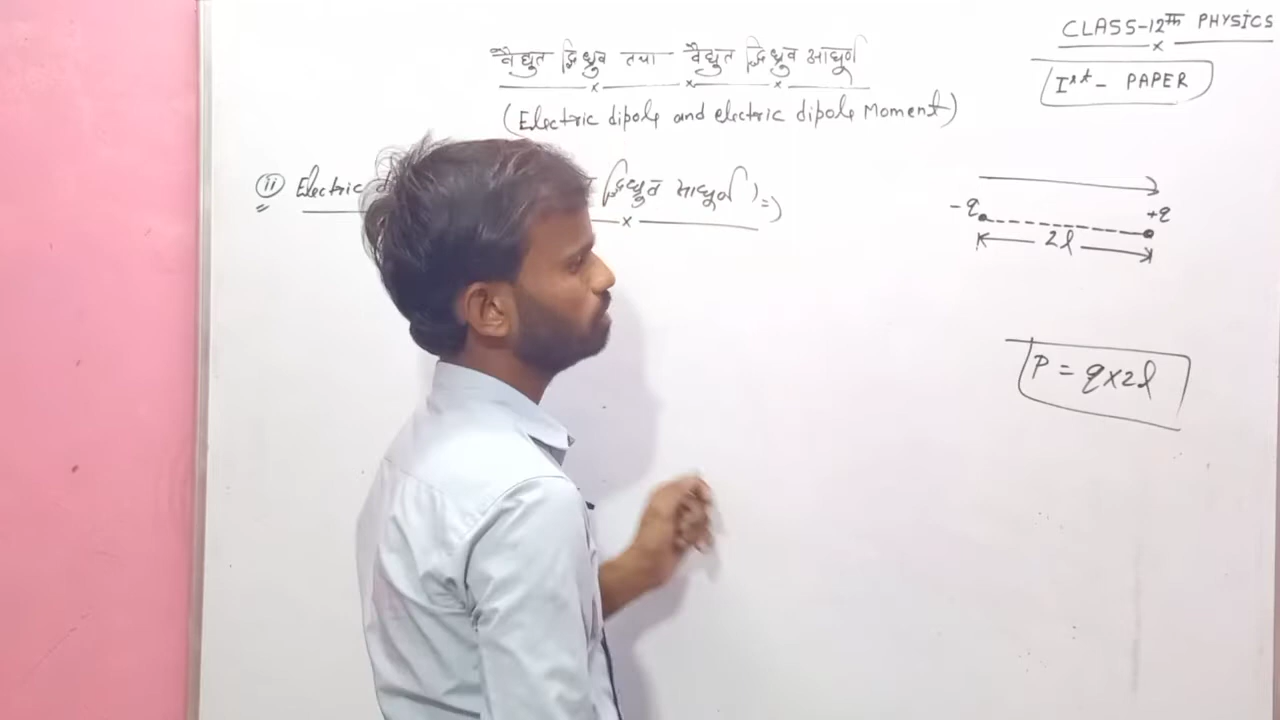 CLASS-12th PHYSICS
Ist - PAPER
वैद्युत द्विध्रुव तथा वैद्युत द्विध्रुव आघूर्ण
(Electric dipole and electric dipole Moment)
(ii) Electric द्विध्रुव आघूर्ण ) =)
-q +q
2l
P = q×2l